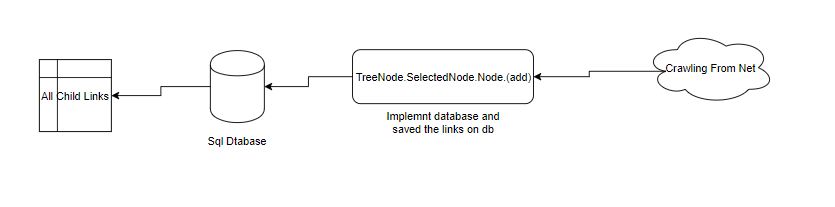 All Child Links
Sql Dtabase
TreeNode.SelectedNode.Node.(add)
Implemnt database and
saved the links on db
Crawling From Net